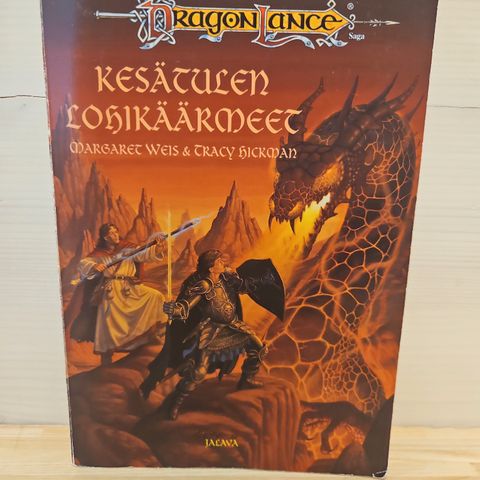 DRAGONLANCE
® Saga
KESÄTULEN
LOHIKÄÄRMEET
MARGARET WEIS & TRACY HICKMAN
JALAVA